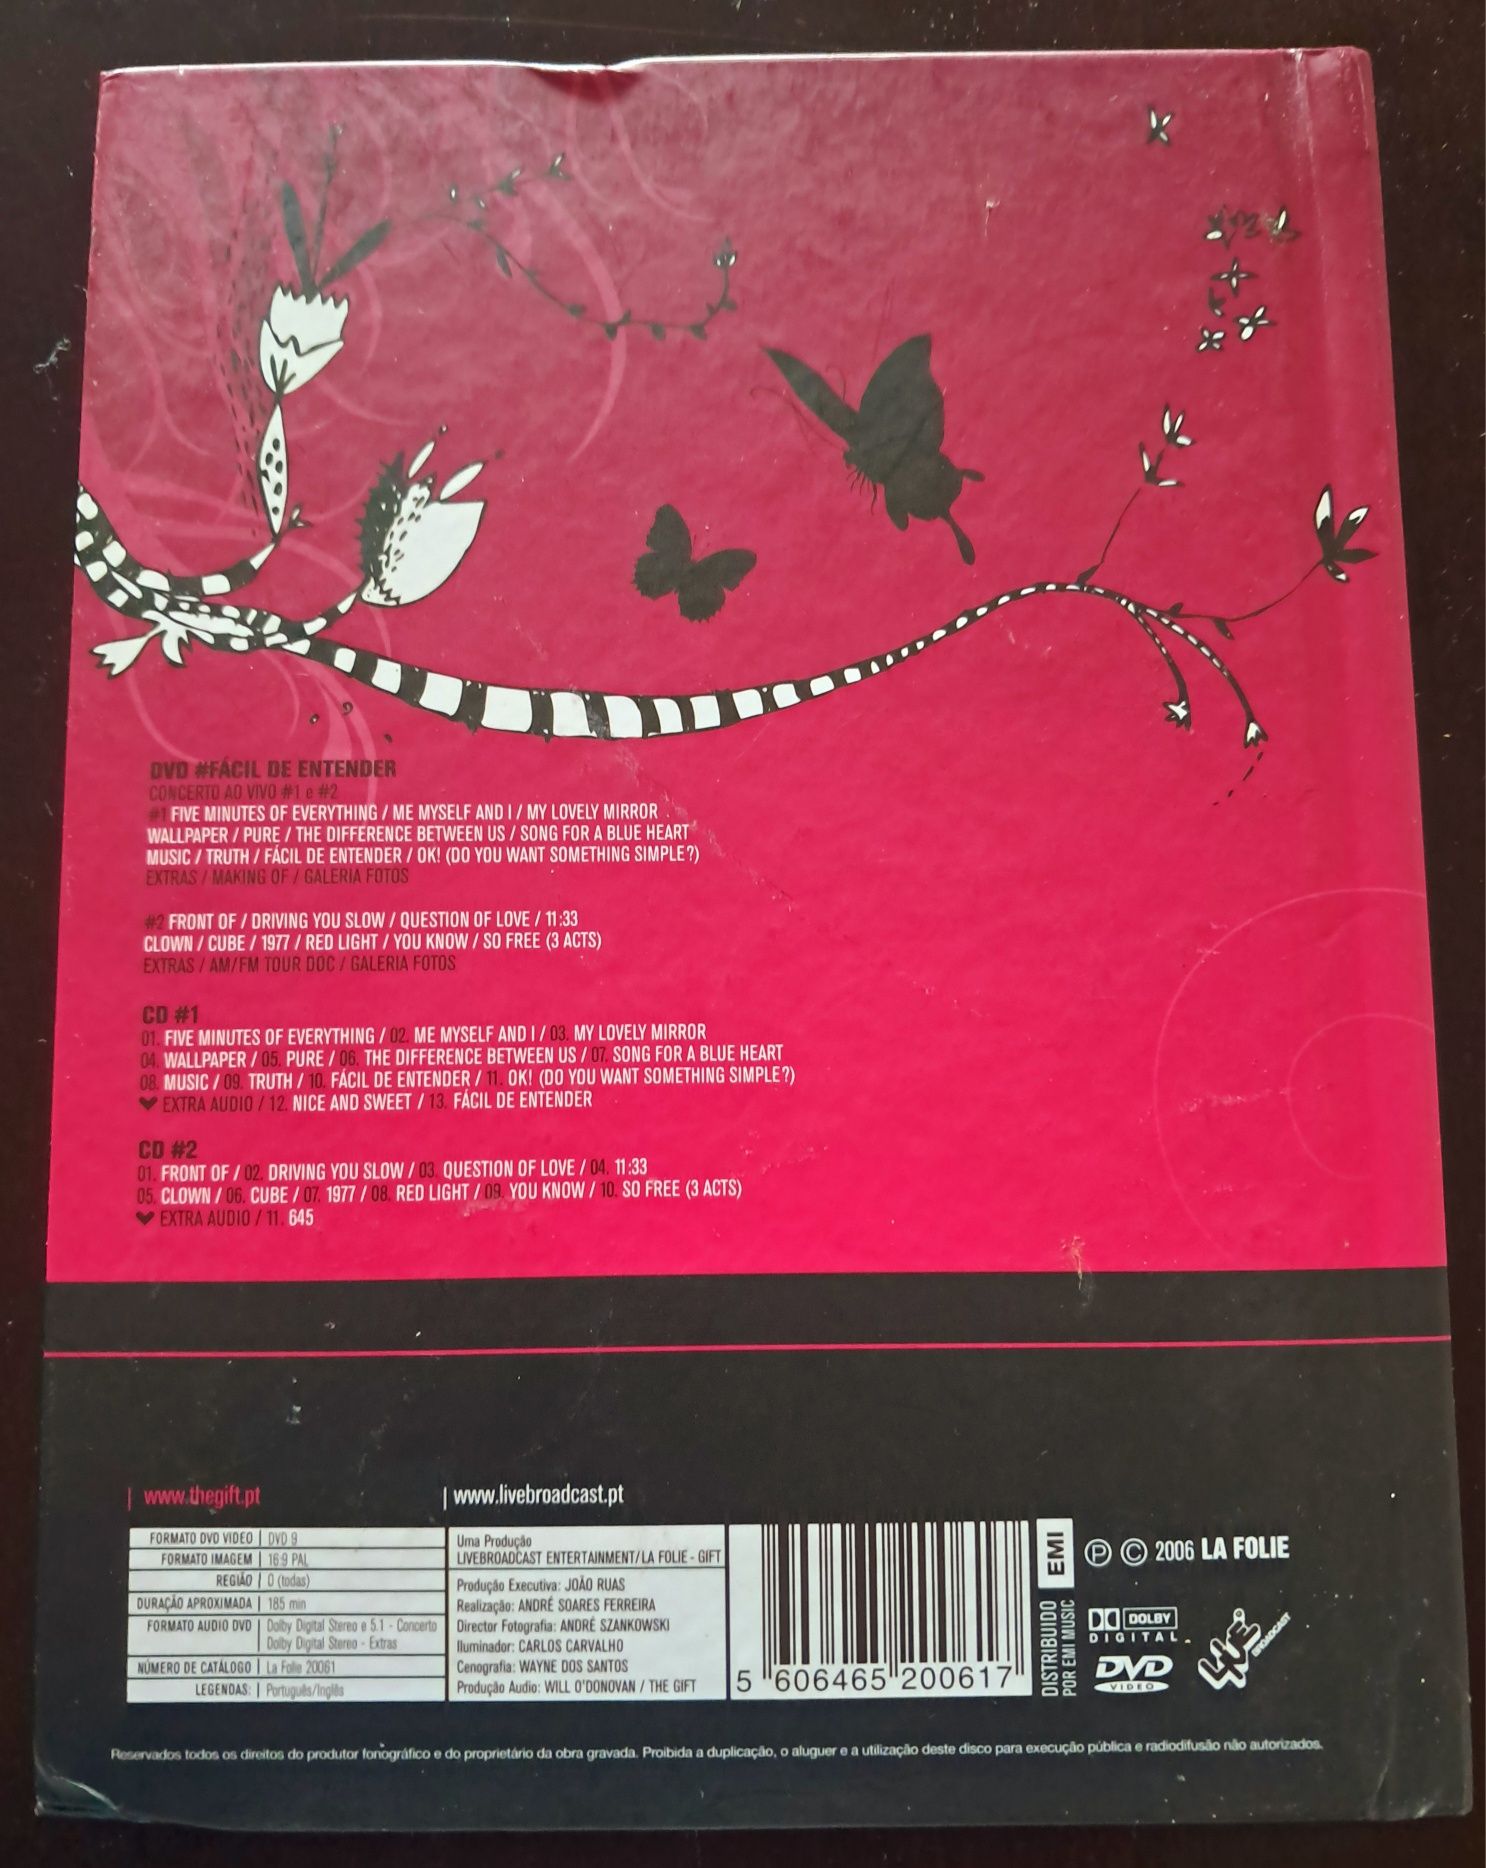 DVD #FÁCIL DE ENTENDER
CONCERTO AO VIVO #1 e #2
#1 FIVE MINUTES OF EVERYTHING / ME MYSELF AND I / MY LOVELY MIRROR
WALLPAPER / PURE / THE DIFFERENCE BETWEEN US / SONG FOR A BLUE HEART
MUSIC / TRUTH / FÁCIL DE ENTENDER / OK! (DO YOU WANT SOMETHING SIMPLE?)
EXTRAS / MAKING OF / GALERIA FOTOS
#2 FRONT OF / DRIVING YOU SLOW / QUESTION OF LOVE / 11:33
CLOWN / CUBE / 1977 / RED LIGHT / YOU KNOW / SO FREE (3 ACTS)
EXTRAS / AM/FM TOUR DOC / GALERIA FOTOS
CD #1
01. FIVE MINUTES OF EVERYTHING / 02. ME MYSELF AND I / 03. MY LOVELY MIRROR
04. WALLPAPER / 05. PURE / 06. THE DIFFERENCE BETWEEN US / 07. SONG FOR A BLUE HEART
08. MUSIC / 09. TRUTH / 10. FÁCIL DE ENTENDER / 11. OK! (DO YOU WANT SOMETHING SIMPLE?)
EXTRA AUDIO / 12. NICE AND SWEET / 13. FÁCIL DE ENTENDER
CD #2
01. FRONT OF / 02. DRIVING YOU SLOW / 03. QUESTION OF LOVE / 04. 11:33
05. CLOWN / 06. CUBE / 07. 1977 / 08. RED LIGHT / 09. YOU KNOW / 10. SO FREE (3 ACTS)
EXTRA AUDIO / 11. 645
| www.thegift.pt
FORMATO DVD VIDEO | DVD 9
FORMATO IMAGEM | 16:9 PAL
REGIÃO | 0 (todas)
DURAÇÃO APROXIMADA | 185 min
FORMATO AUDIO DVD | Dolby Digital Stereo e 5.1 - Concerto
Dolby Digital Stereo - Extras
NÚMERO DE CATÁLOGO | La Folie 20061
LEGENDAS: | Português/Inglês
| www.livebroadcast.pt
Uma Produção
LIVEBROADCAST ENTERTAINMENT/LA FOLIE - GIFT
Produção Executiva: JOÃO RUAS
Realização: ANDRÉ SOARES FERREIRA
Director Fotografia: ANDRÉ SZANKOWSKI
Iluminador: CARLOS CARVALHO
Cenografia: WAYNE DOS SANTOS
Produção Audio: WILL O'DONOVAN / THE GIFT
5 606465 200617
EMI
DISTRIBUIDO
POR EMI MUSIC
Ⓟ © 2006 LA FOLIE
DOLBY
DIGITAL
DVD
VIDEO
LIVE
BROADCAST
Reservados todos os direitos do produtor fonográfico e do proprietário da obra gravada. Proibida a duplicação, o aluguer e a utilização deste disco para execução pública e radiodifusão não autorizados.